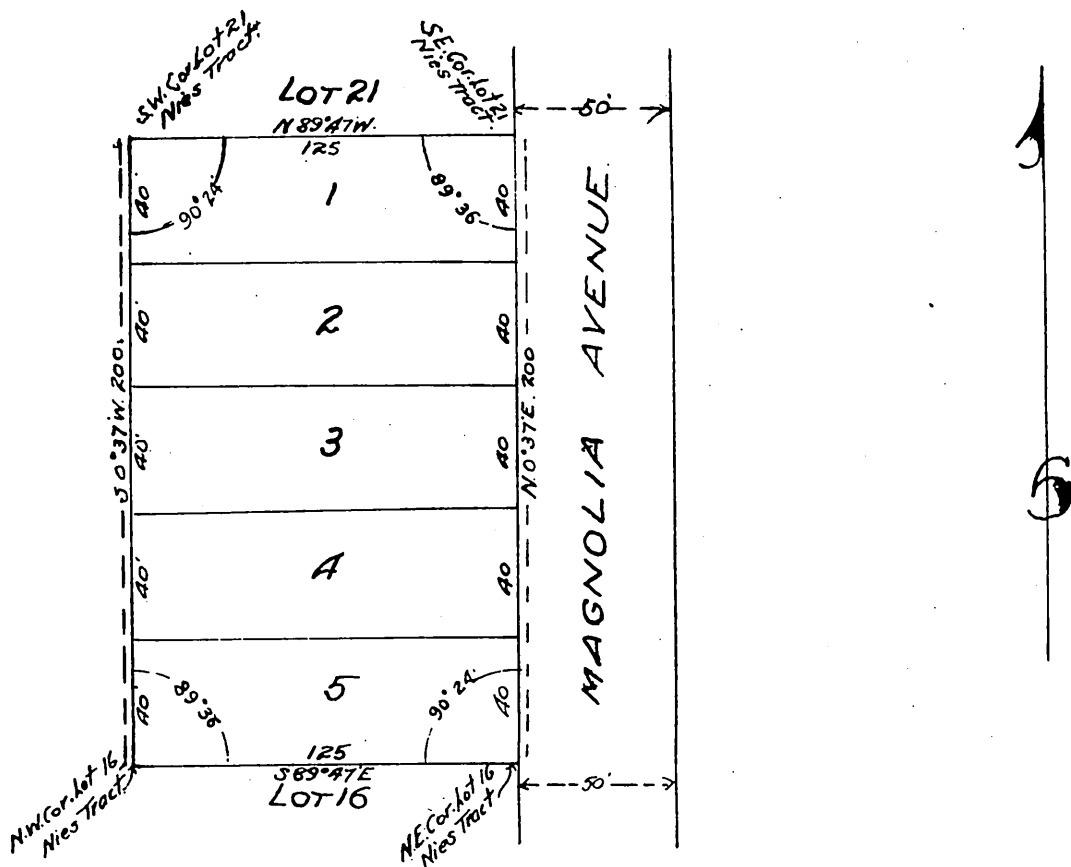 S.W. Cor. Lot 21
Nies Tract.
S.E. Cor. Lot 21
Nies Tract.
LOT 21
N 89°47'W.
125
50'
40'
90°24'
1
89°36
40
40'
2
40
S 0°37'W. 200.
N.0°37'E. 200
40'
3
40
40'
4
40
MAGNOLIA AVENUE.
40'
89°36
5
90°24'
40
125
S 89°47'E
LOT 16
50'
N.W. Cor. Lot 16
Nies Tract
N.E. Cor. Lot 16
Nies Tract